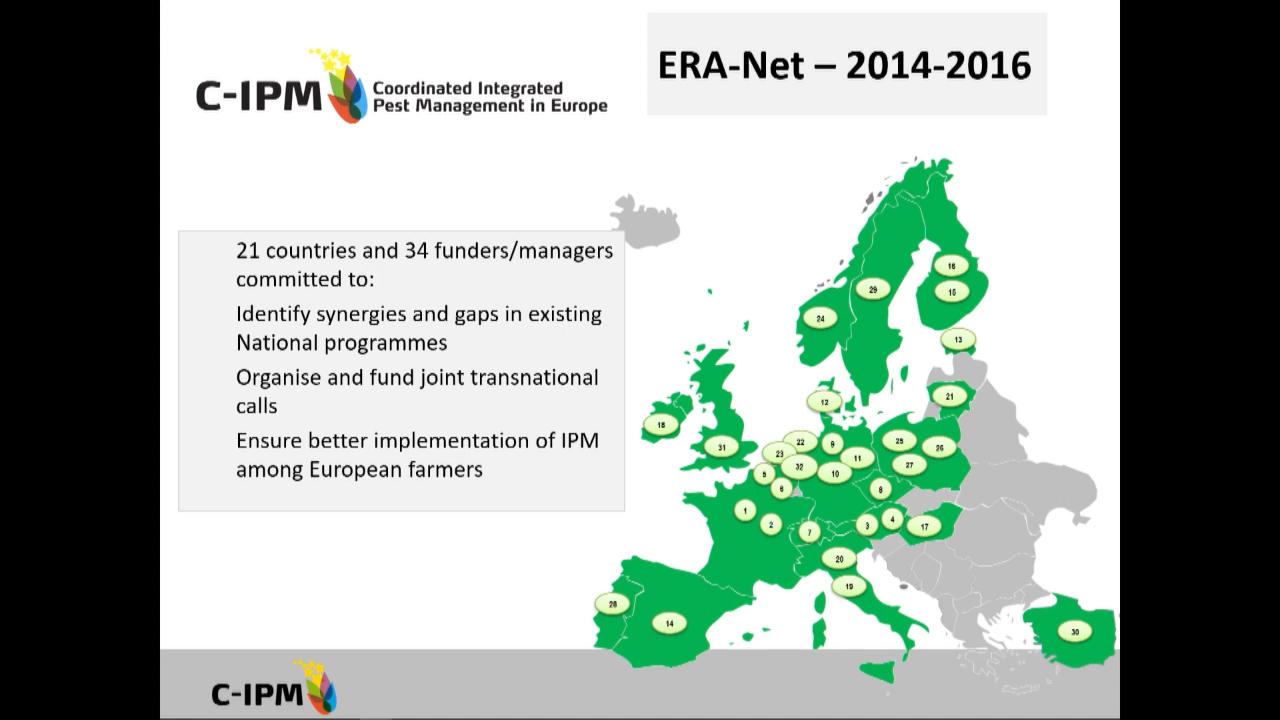 C-IPM
Coordinated Integrated
Pest Management in Europe
ERA-Net – 2014-2016
21 countries and 34 funders/managers
committed to:
Identify synergies and gaps in existing
National programmes
Organise and fund joint transnational
calls
Ensure better implementation of IPM
among European farmers
16
29
15
24
13
21
12
18
22
9
25
31
23
26
11
27
32
5
10
6
8
1
4
2
3
17
7
20
19
28
14
30
C-IPM